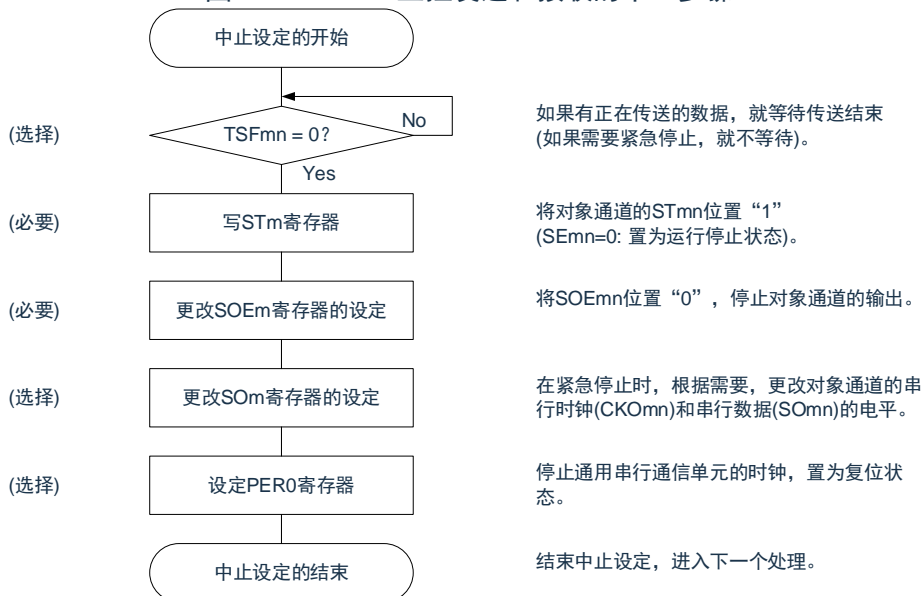 中止设定的开始
(选择)
TSFmn = 0?
No
Yes
如果有正在传送的数据，就等待传送结束
(如果需要紧急停止，就不等待)。
(必要)
写STm寄存器
将对象通道的STmn位置“1”
(SEmn=0: 置为运行停止状态)。
(必要)
更改SOEm寄存器的设定
将SOEmn位置“0”，停止对象通道的输出。
(选择)
更改SOm寄存器的设定
在紧急停止时，根据需要，更改对象通道的串
行时钟(CKOmn)和串行数据(SOmn)的电平。
(选择)
设定PER0寄存器
停止通用串行通信单元的时钟，置为复位状
态。
中止设定的结束
结束中止设定，进入下一个处理。